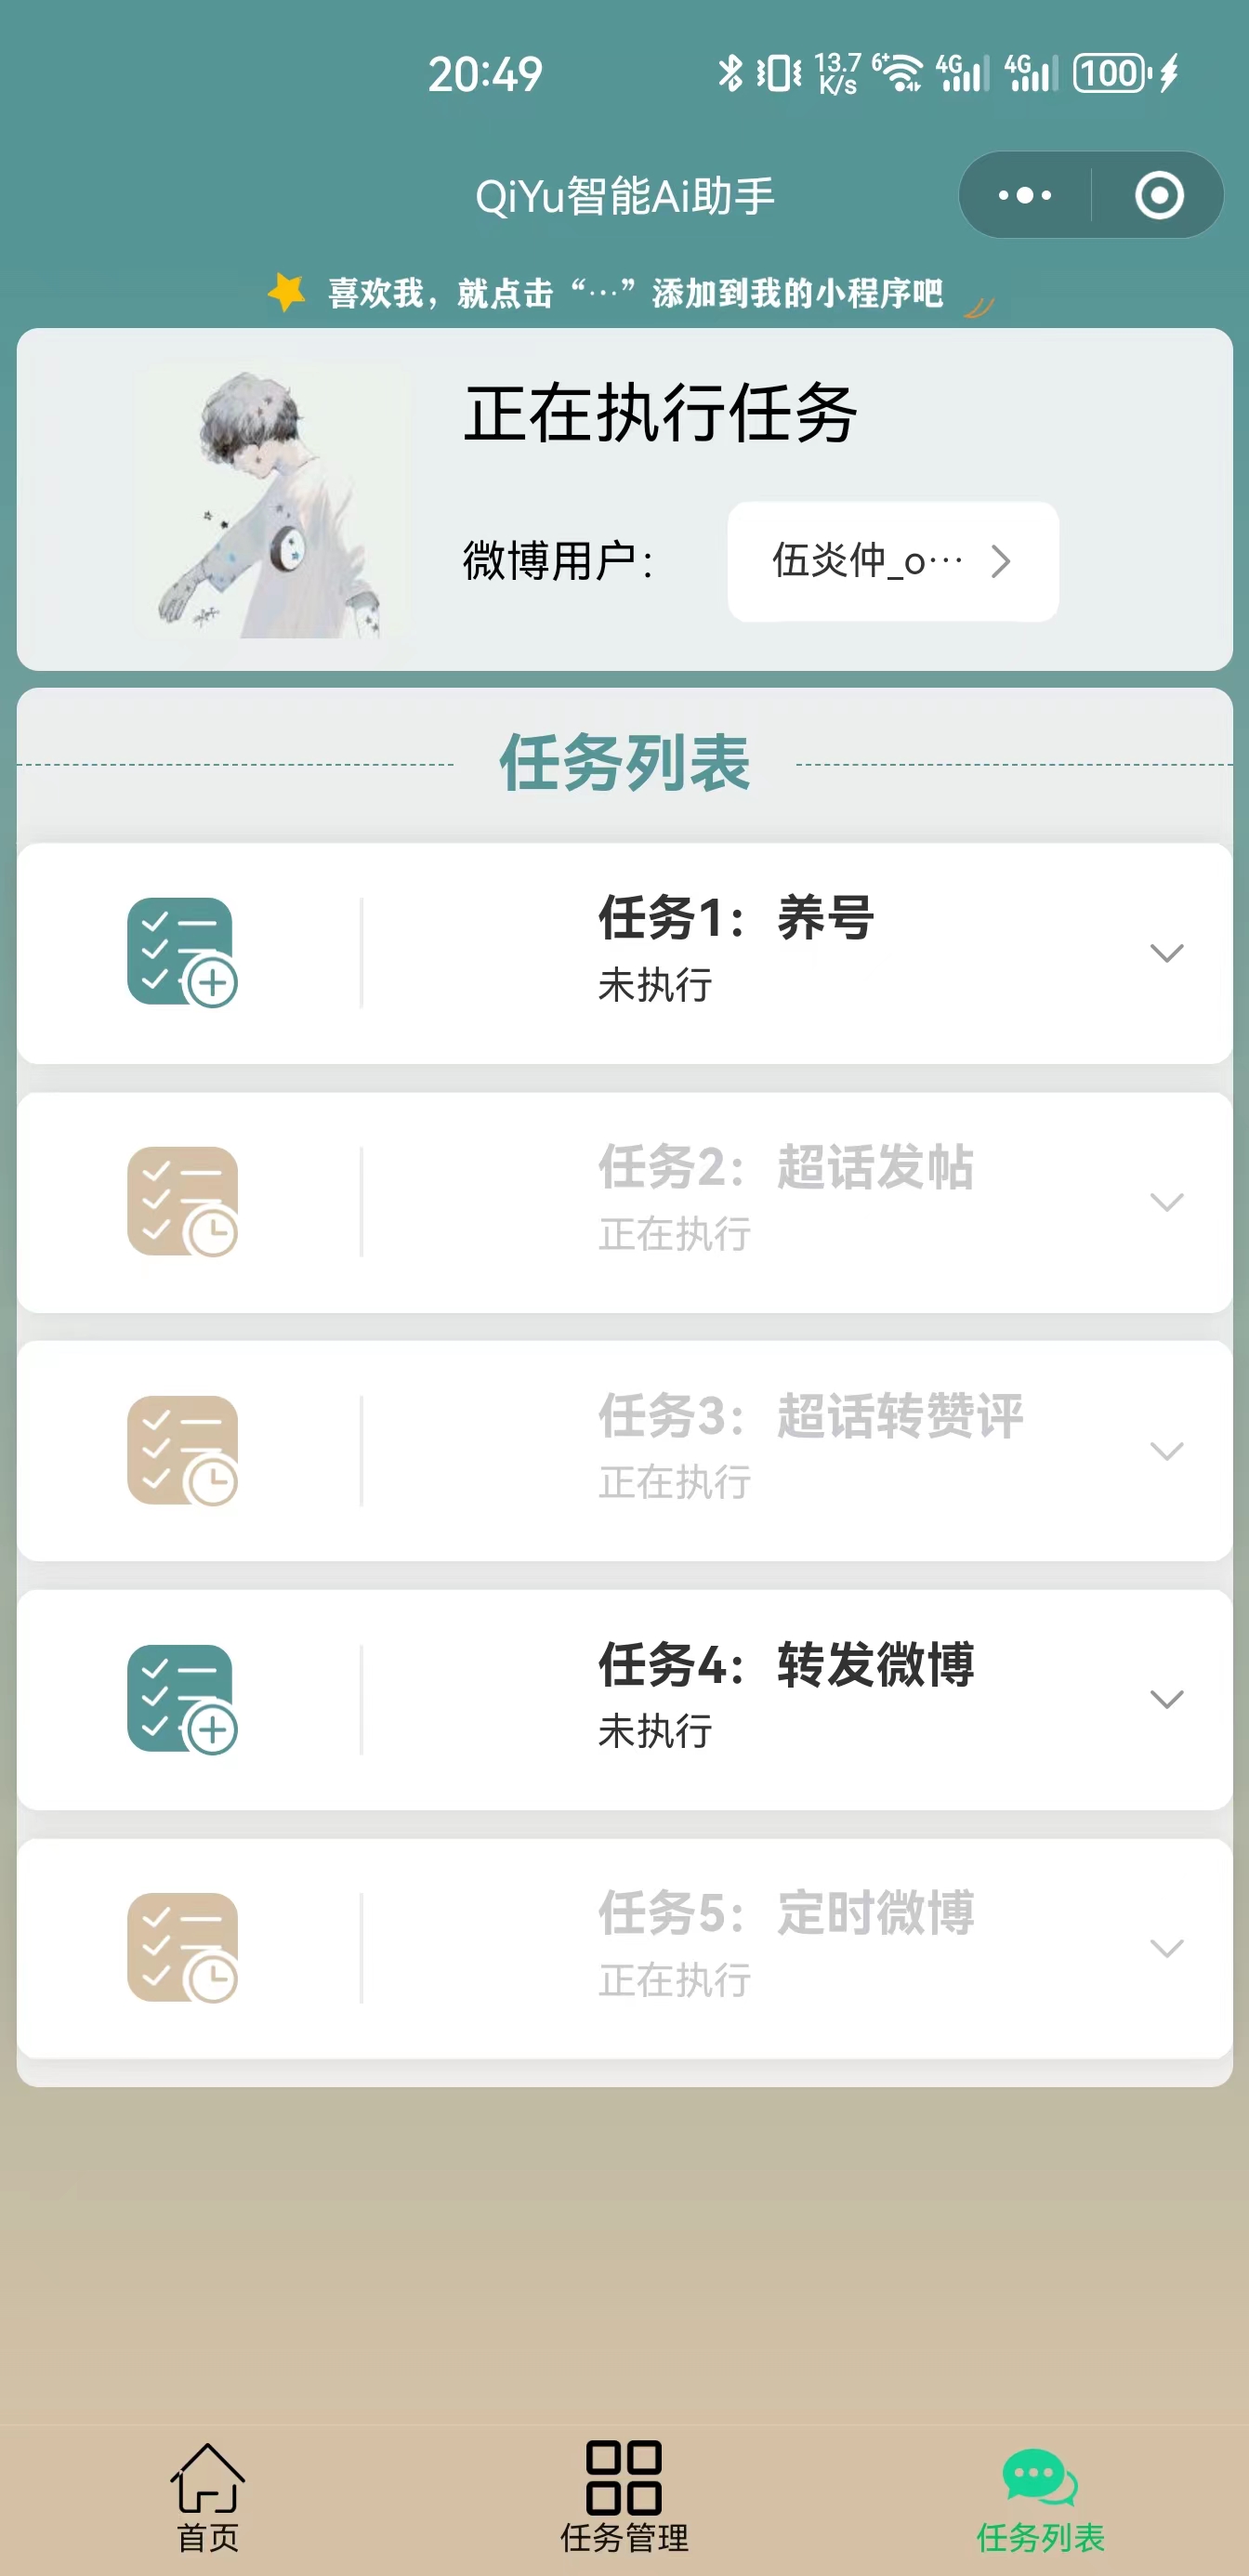 20:49
13.7
K/s
6+
4G
4G
100
QiYu智能Ai助手
喜欢我，就点击“…”添加到我的小程序吧
正在执行任务
微博用户：
伍炎仲_o…
任务列表
任务1：养号
未执行
任务2：超话发帖
正在执行
任务3：超话转赞评
正在执行
任务4：转发微博
未执行
任务5：定时微博
正在执行
首页
任务管理
任务列表